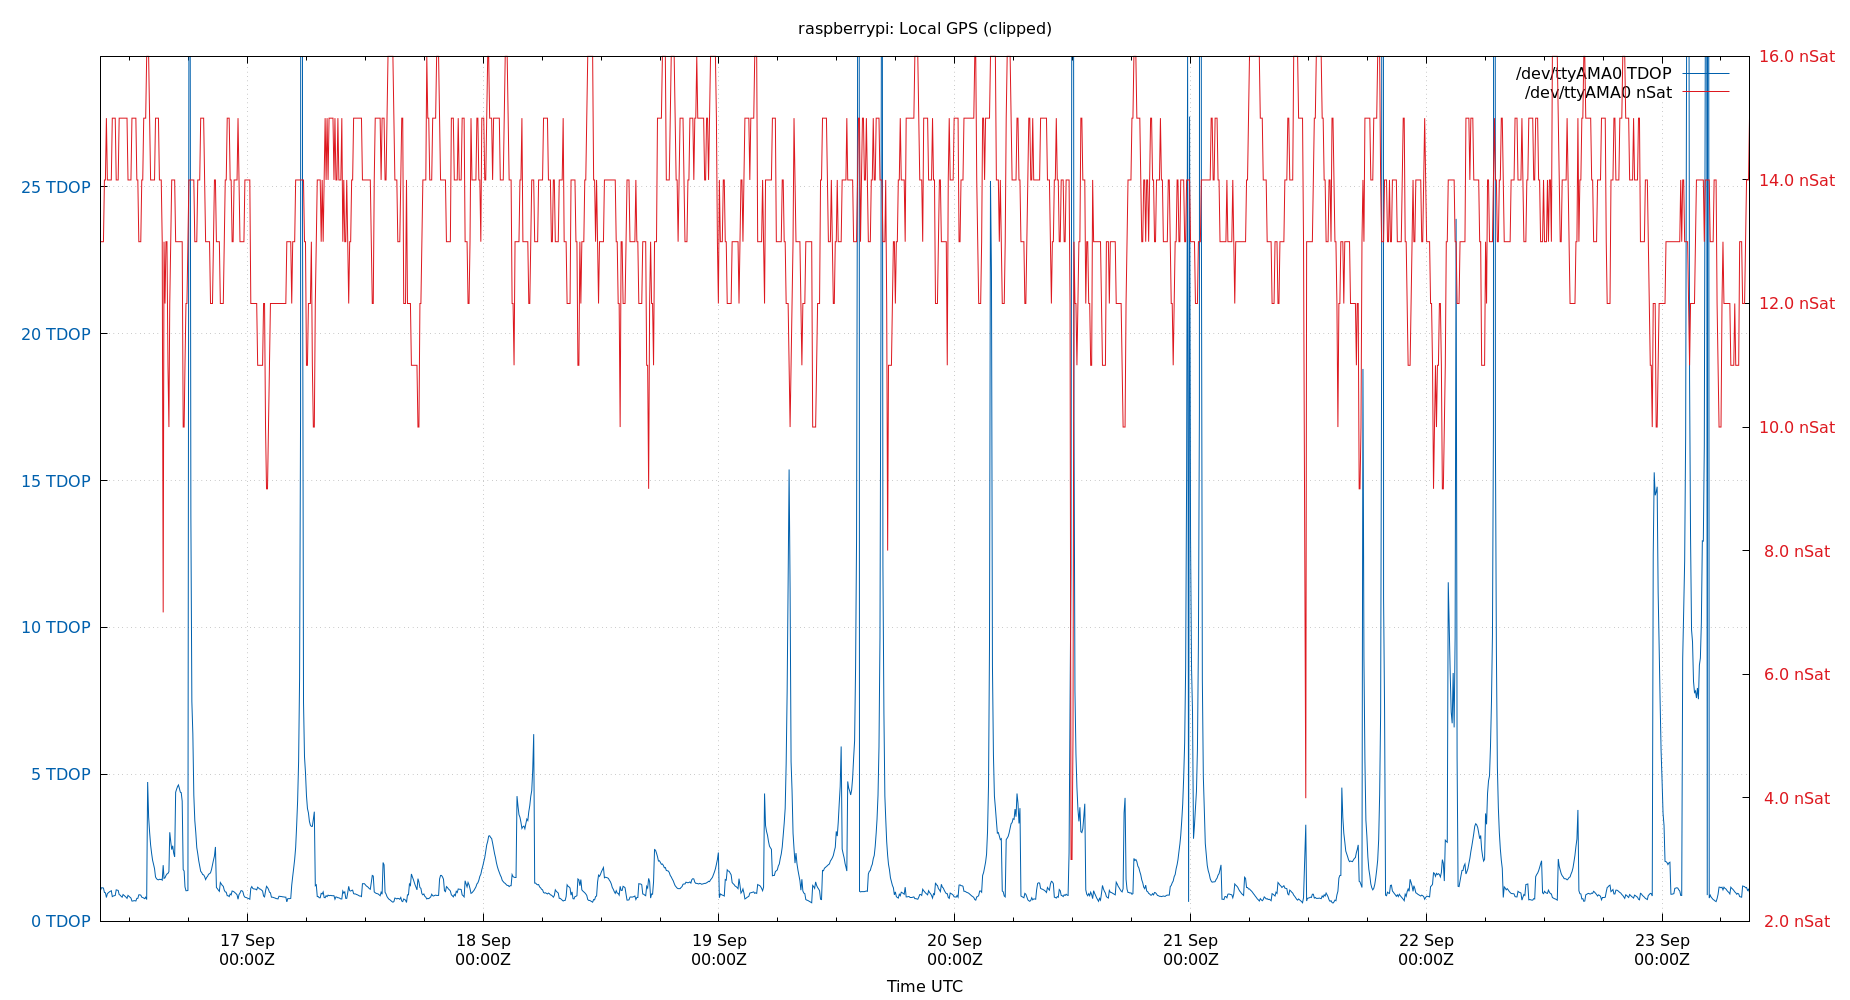 raspberrypi: Local GPS (clipped)
/dev/ttyAMA0 TDOP
/dev/ttyAMA0 nSat
25 TDOP
20 TDOP
15 TDOP
10 TDOP
5 TDOP
0 TDOP
16.0 nSat
14.0 nSat
12.0 nSat
10.0 nSat
8.0 nSat
6.0 nSat
4.0 nSat
2.0 nSat
17 Sep
00:00Z
18 Sep
00:00Z
19 Sep
00:00Z
20 Sep
00:00Z
21 Sep
00:00Z
22 Sep
00:00Z
23 Sep
00:00Z
Time UTC